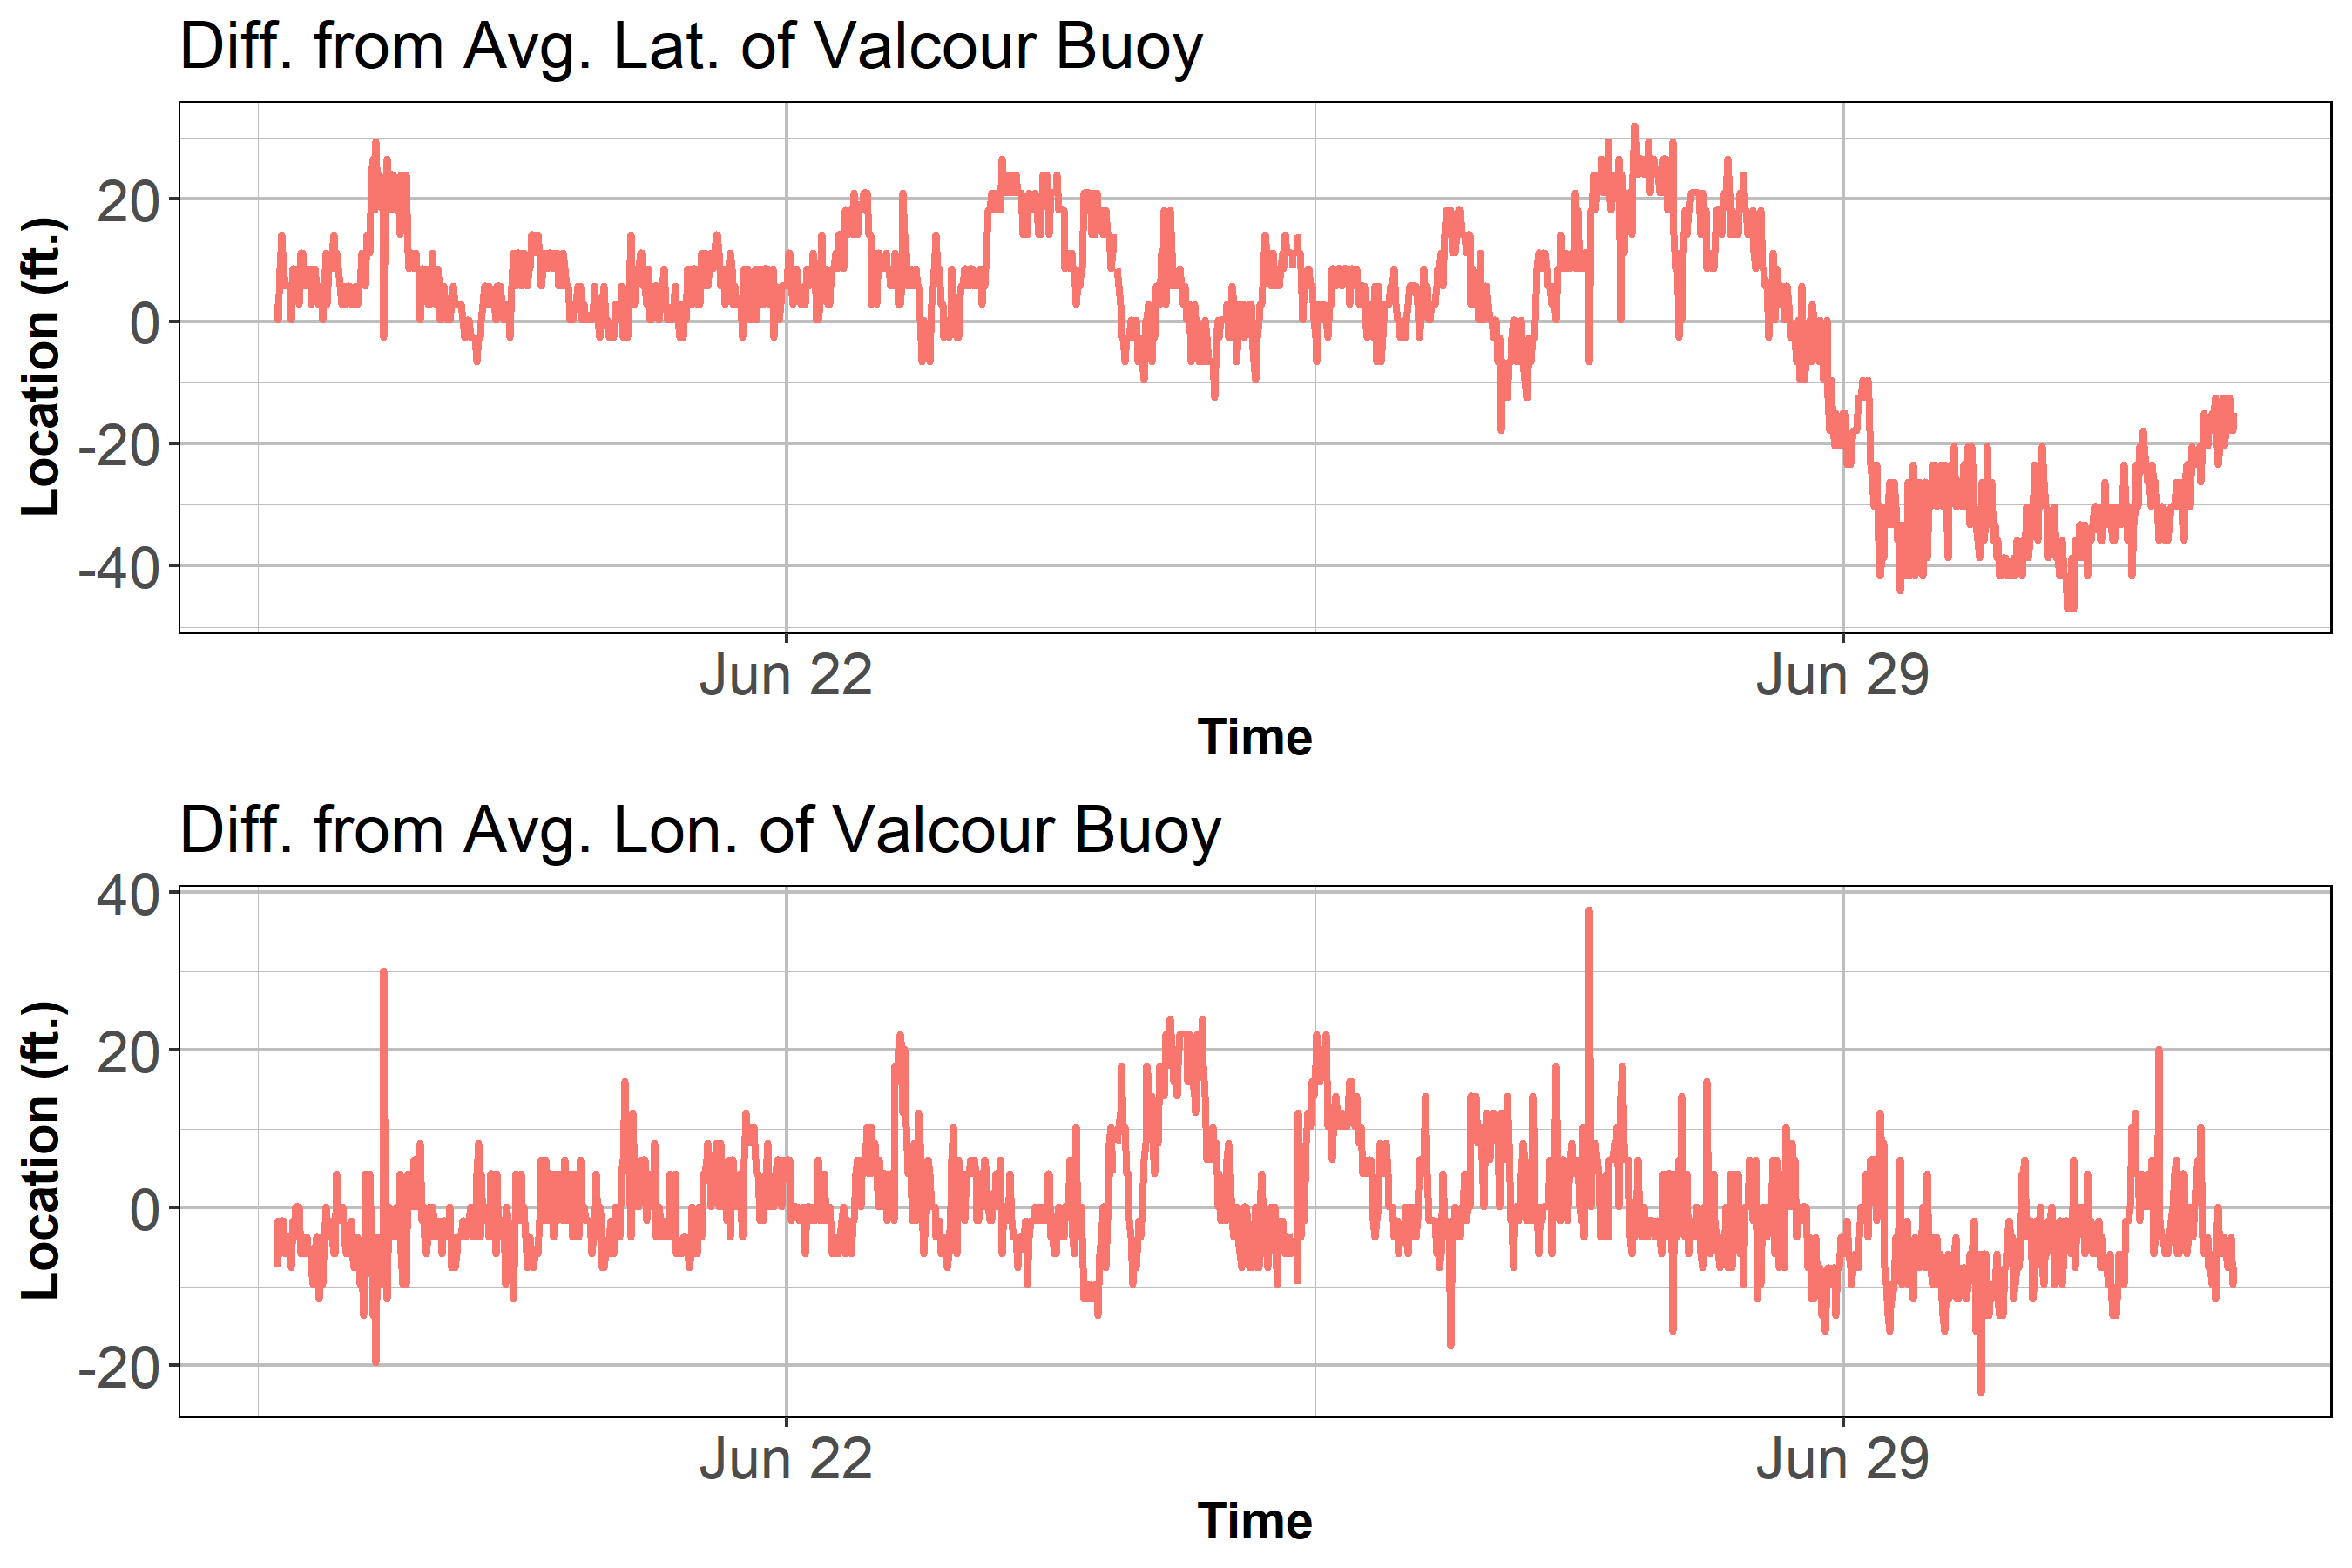 Diff. from Avg. Lat. of Valcour Buoy
Location (ft.)
20
0
-20
-40
Jun 22
Jun 29
Time
Diff. from Avg. Lon. of Valcour Buoy
Location (ft.)
40
20
0
-20
Jun 22
Jun 29
Time